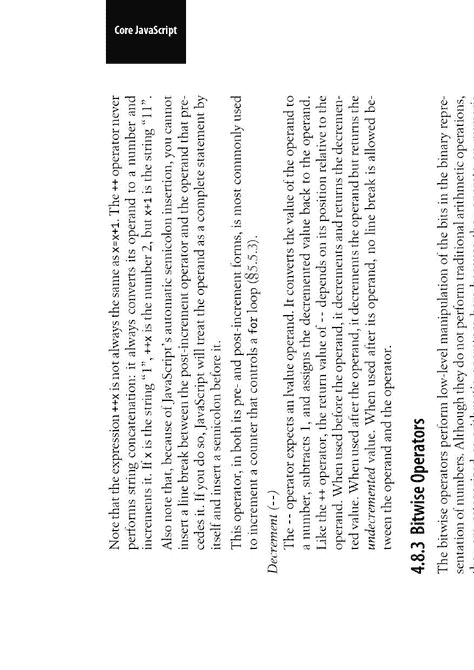 Core JavaScript
Note that the expression ++x is not always the same as x=x+1. The ++ operator never
performs string concatenation: it always converts its operand to a number and
increments it. If x is the string “1”, ++x is the number 2, but x+1 is the string “11”.
Also note that, because of JavaScript’s automatic semicolon insertion, you cannot
insert a line break between the post-increment operator and the operand that pre-
cedes it. If you do so, JavaScript will treat the operand as a complete statement by
itself and insert a semicolon before it.
This operator, in both its pre- and post-increment forms, is most commonly used
to increment a counter that controls a for loop (§5.5.3).
Decrement (--)
The -- operator expects an lvalue operand. It converts the value of the operand to
a number, subtracts 1, and assigns the decremented value back to the operand.
Like the ++ operator, the return value of -- depends on its position relative to the
operand. When used before the operand, it decrements and returns the decremen-
ted value. When used after the operand, it decrements the operand but returns the
undecremented value. When used after its operand, no line break is allowed be-
tween the operand and the operator.
4.8.3 Bitwise Operators
The bitwise operators perform low-level manipulation of the bits in the binary repre-
sentation of numbers. Although they do not perform traditional arithmetic operations,